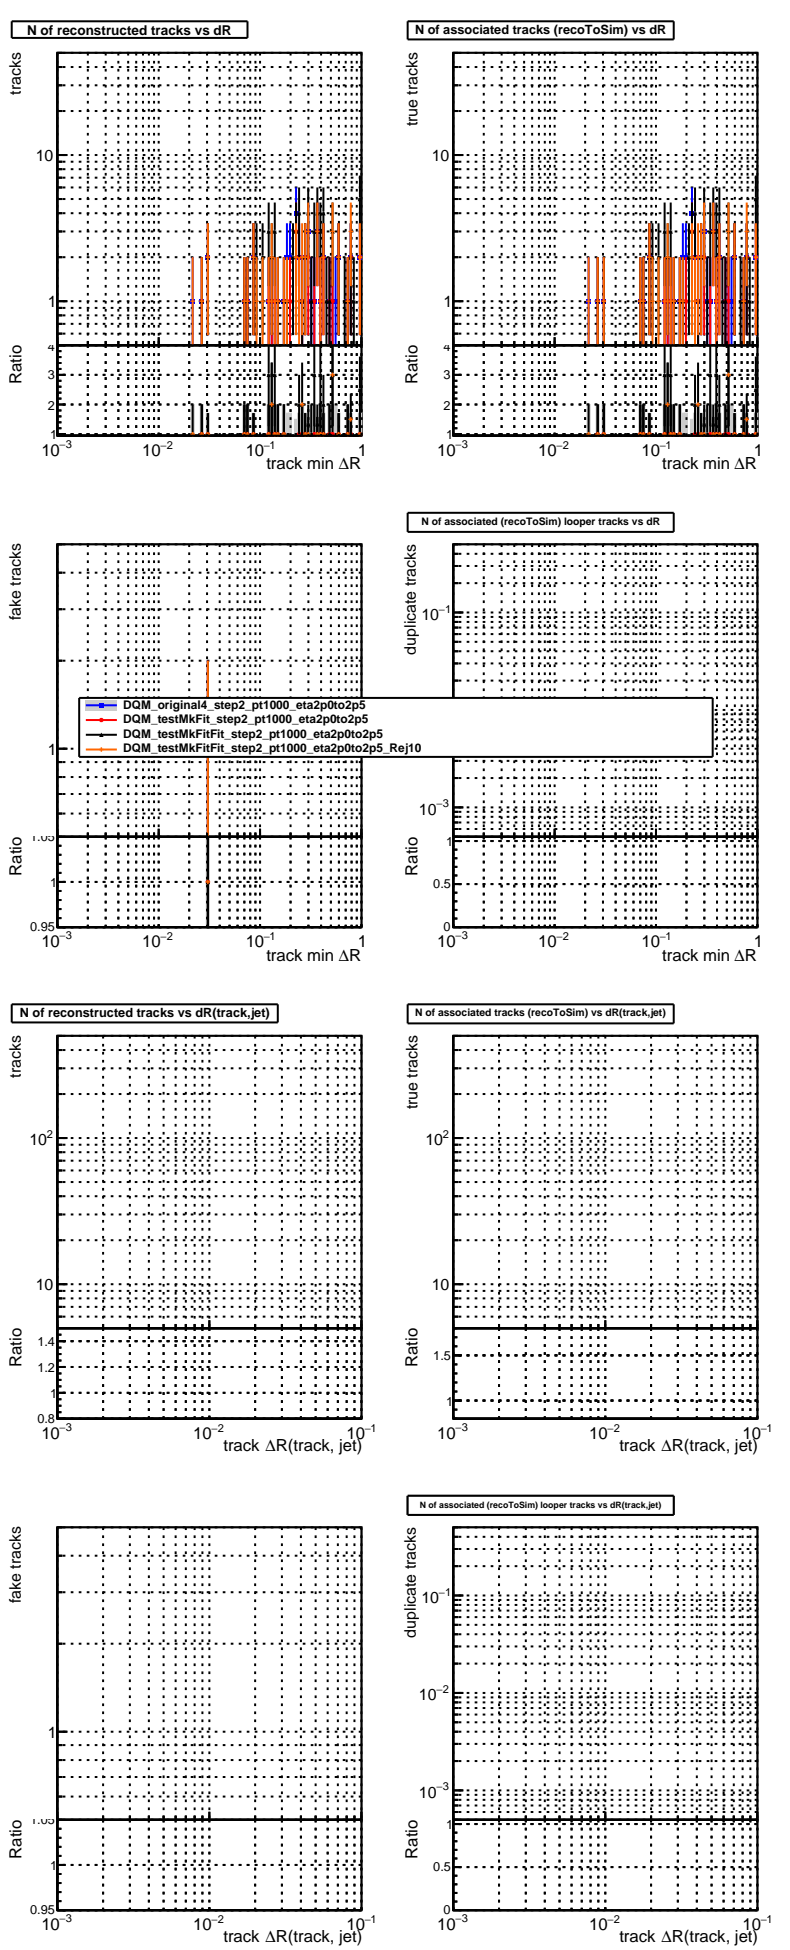 N of reconstructed tracks vs dR
N of associated tracks (recoToSim) vs dR
tracks
10
1
Ratio
4
3
2
1
10−3 10−2 10−1 1
track min ΔR
true tracks
10
1
Ratio
4
3
2
1
10−3 10−2 10−1 1
track min ΔR
N of associated (recoToSim) looper tracks vs dR
fake tracks
1
Ratio
1.05
1
0.95
10−3 10−2 10−1 1
track min ΔR
duplicate tracks
10−1
10−3
Ratio
1
0.5
0
10−3 10−2 10−1 1
track min ΔR
DQM_original4_step2_pt1000_eta2p0to2p5
DQM_testMkFit_step2_pt1000_eta2p0to2p5
DQM_testMkFitFit_step2_pt1000_eta2p0to2p5
DQM_testMkFitFit_step2_pt1000_eta2p0to2p5_Rej10
N of reconstructed tracks vs dR(track,jet)
N of associated tracks (recoToSim) vs dR(track,jet)
tracks
102
10
Ratio
1.4
1.2
1
0.8
10−3 10−2 10−1
track ΔR(track, jet)
true tracks
102
10
Ratio
1.5
1
10−3 10−2 10−1
track ΔR(track, jet)
N of associated (recoToSim) looper tracks vs dR(track,jet)
fake tracks
1
Ratio
1.05
1
0.95
10−3 10−2 10−1
track ΔR(track, jet)
duplicate tracks
10−1
10−2
10−3
Ratio
1
0.5
0
10−3 10−2 10−1
track ΔR(track, jet)